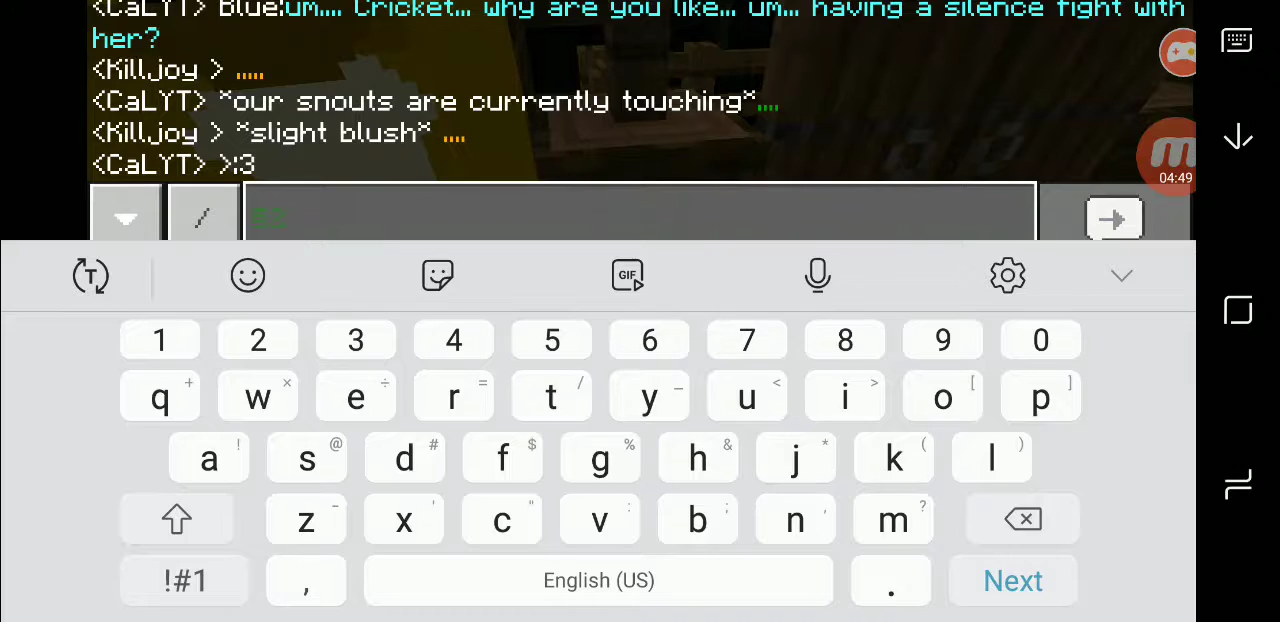 <CaLYT> Blue:um.... Cricket... why are you like... um... having a silence fight with
her?
<Killjoy > .....
<CaLYT> *our snouts are currently touching*....
<Killjoy > *slight blush* ....
<CaLYT> >:3
04:49
/
T
GIF
1 2 3 4 5 6 7 8 9 0
q + w × e ÷ r = t / y _ u < i > o [ p ]
a ! s @ d # f $ g % h & j * k ( l )
z - x ' c " v : b ; n , m ?
!#1 , English (US) . Next